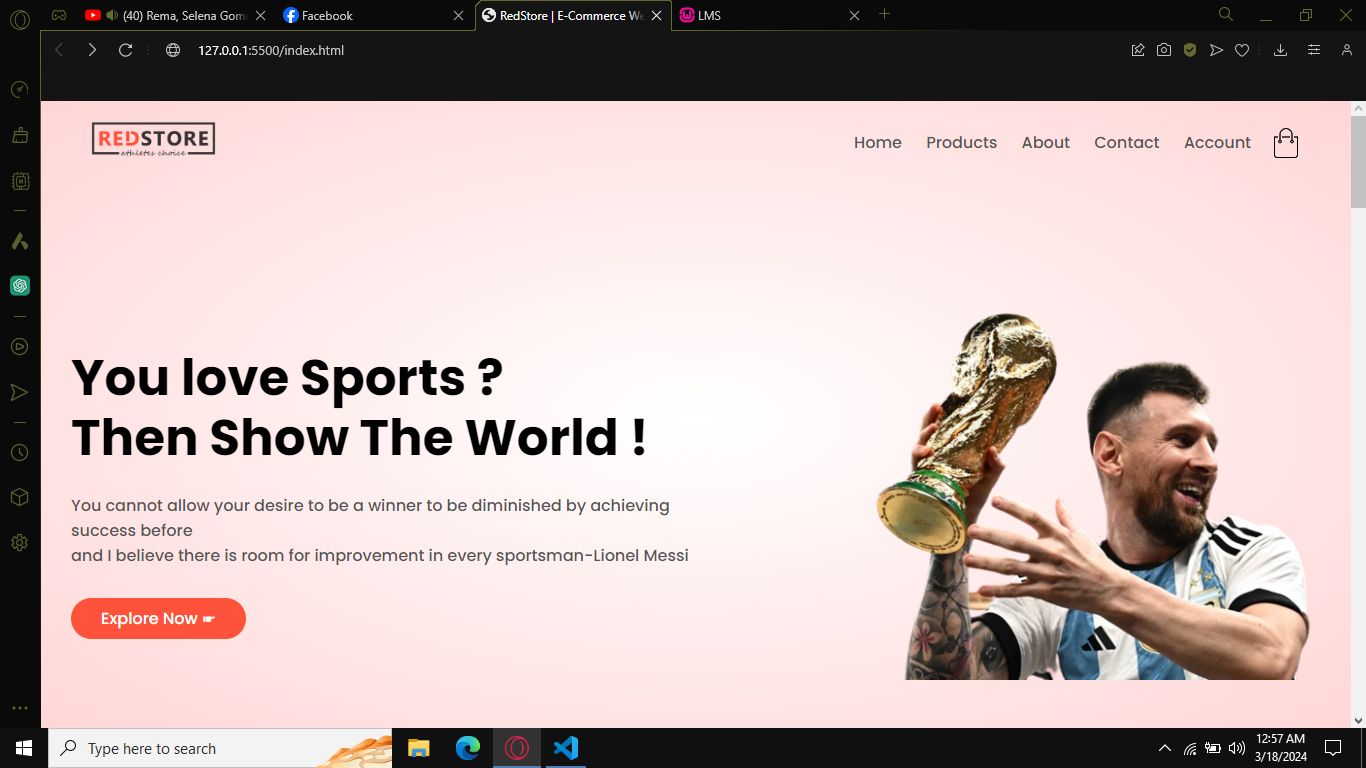 (40) Rema, Selena Gom
Facebook
RedStore | E-Commerce We
LMS
127.0.0.1:5500/index.html
REDSTORE
athletes choice
Home
Products
About
Contact
Account
You love Sports ?
Then Show The World !
You cannot allow your desire to be a winner to be diminished by achieving
success before
and I believe there is room for improvement in every sportsman-Lionel Messi
Explore Now ☛
Type here to search
12:57 AM
3/18/2024